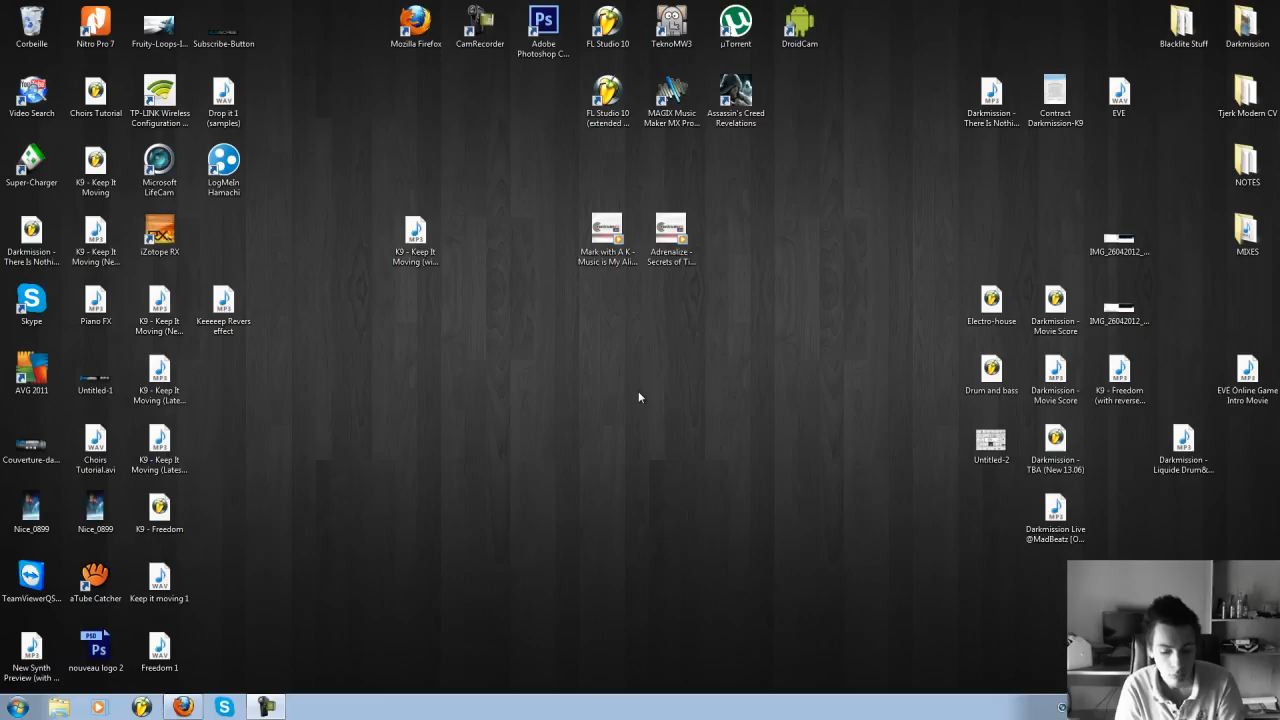 Corbeille
Nitro Pro 7
Fruity-Loops-I...
Subscribe-Button
Mozilla Firefox
CamRecorder
Adobe
Photoshop C...
FL Studio 10
TeknoMW3
µTorrent
DroidCam
Blacklite Stuff
Darkmission
Video Search
Choirs Tutorial
TP-LINK Wireless
Configuration ...
Drop it 1
(samples)
FL Studio 10
(extended ...
MAGIX Music
Maker MX Pro...
Assassin's Creed
Revelations
Darkmission -
There Is Nothi...
Contract
Darkmission-K9
EVE
Tjerk Modern CV
Super-Charger
K9 - Keep It
Moving
Microsoft
LifeCam
LogMeIn
Hamachi
NOTES
Darkmission -
There Is Nothi...
K9 - Keep It
Moving (Ne...
iZotope RX
K9 - Keep It
Moving (wi...
Mark with A K -
Music is My Ali...
Adrenalize -
Secrets of Ti...
IMG_26042012_...
MIXES
Skype
Piano FX
K9 - Keep It
Moving (Ne...
Keeeeep Revers
effect
Electro-house
Darkmission -
Movie Score
IMG_26042012_...
AVG 2011
Untitled-1
K9 - Keep It
Moving (Late...
Drum and bass
Darkmission -
Movie Score
K9 - Freedom
(with reverse...
EVE Online Game
Intro Movie
Couverture-da...
Choirs
Tutorial.avi
K9 - Keep It
Moving (Lates...
Untitled-2
Darkmission -
TBA (New 13.06)
Darkmission -
Liquide Drum&...
Nice_0899
Nice_0899
K9 - Freedom
Darkmission Live
@MadBeatz [O...
TeamViewerQS...
aTube Catcher
Keep it moving 1
New Synth
Preview (with ...
nouveau logo 2
Freedom 1